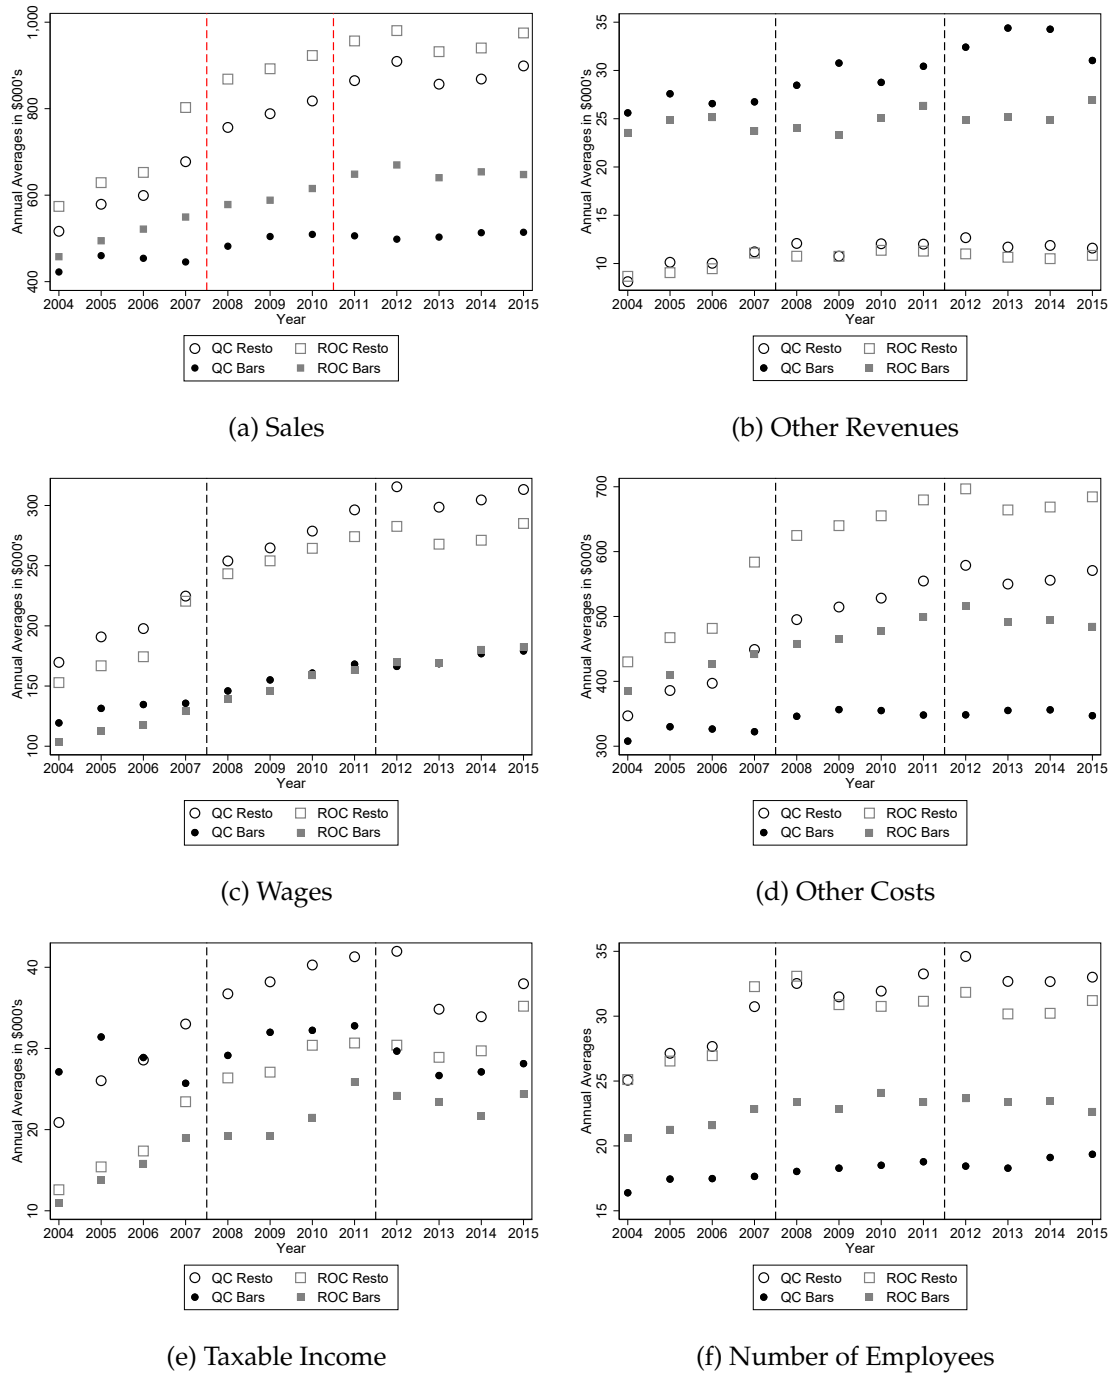 Annual Averages in $000's
1,000
800
600
400
2004 2005 2006 2007 2008 2009 2010 2011 2012 2013 2014 2015
Year
QC Resto ROC Resto
QC Bars ROC Bars
(a) Sales
Annual Averages in $000's
35
30
25
20
15
10
2004 2005 2006 2007 2008 2009 2010 2011 2012 2013 2014 2015
Year
QC Resto ROC Resto
QC Bars ROC Bars
(b) Other Revenues
Annual Averages in $000's
300
250
200
150
100
2004 2005 2006 2007 2008 2009 2010 2011 2012 2013 2014 2015
Year
QC Resto ROC Resto
QC Bars ROC Bars
(c) Wages
Annual Averages in $000's
700
600
500
400
300
2004 2005 2006 2007 2008 2009 2010 2011 2012 2013 2014 2015
Year
QC Resto ROC Resto
QC Bars ROC Bars
(d) Other Costs
Annual Averages in $000's
40
30
20
10
2004 2005 2006 2007 2008 2009 2010 2011 2012 2013 2014 2015
Year
QC Resto ROC Resto
QC Bars ROC Bars
(e) Taxable Income
Annual Averages
35
30
25
20
15
2004 2005 2006 2007 2008 2009 2010 2011 2012 2013 2014 2015
Year
QC Resto ROC Resto
QC Bars ROC Bars
(f) Number of Employees